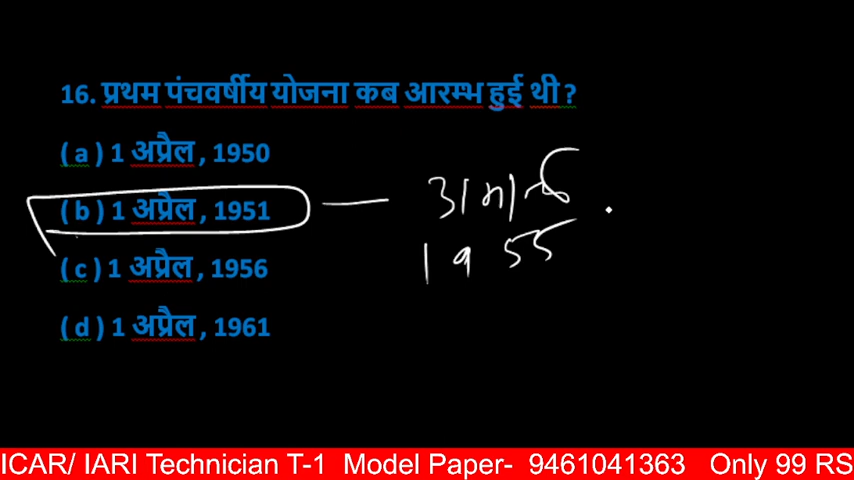 16. प्रथम पंचवर्षीय योजना कब आरम्भ हुई थी ?
( a ) 1 अप्रैल , 1950
( b ) 1 अप्रैल , 1951
( c ) 1 अप्रैल , 1956
( d ) 1 अप्रैल , 1961
31 मार्च
1955
ICAR/ IARI Technician T-1 Model Paper- 9461041363 Only 99 RS